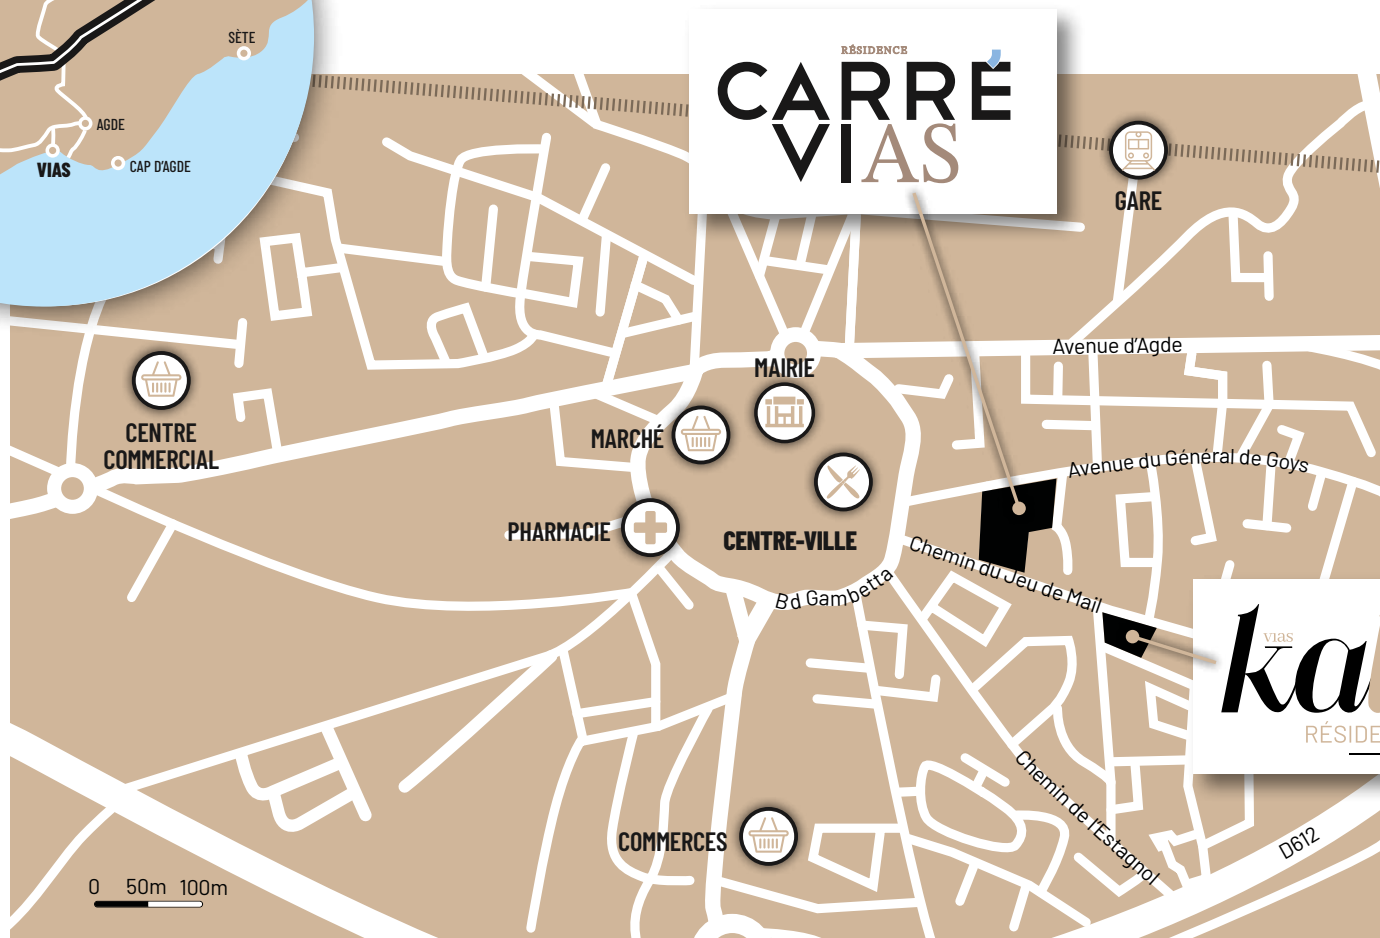 SÈTE
AGDE
VIAS
CAP D'AGDE
RÉSIDENCE
CARRÉ
VIAS
GARE
Avenue d'Agde
MAIRIE
CENTRE
COMMERCIAL
MARCHÉ
Avenue du Général de Goys
PHARMACIE
CENTRE-VILLE
Chemin du Jeu de Mail
Bd Gambetta
vias
ka
RÉSIDE
Chemin de l'Estagnol
COMMERCES
D612
0 50m 100m